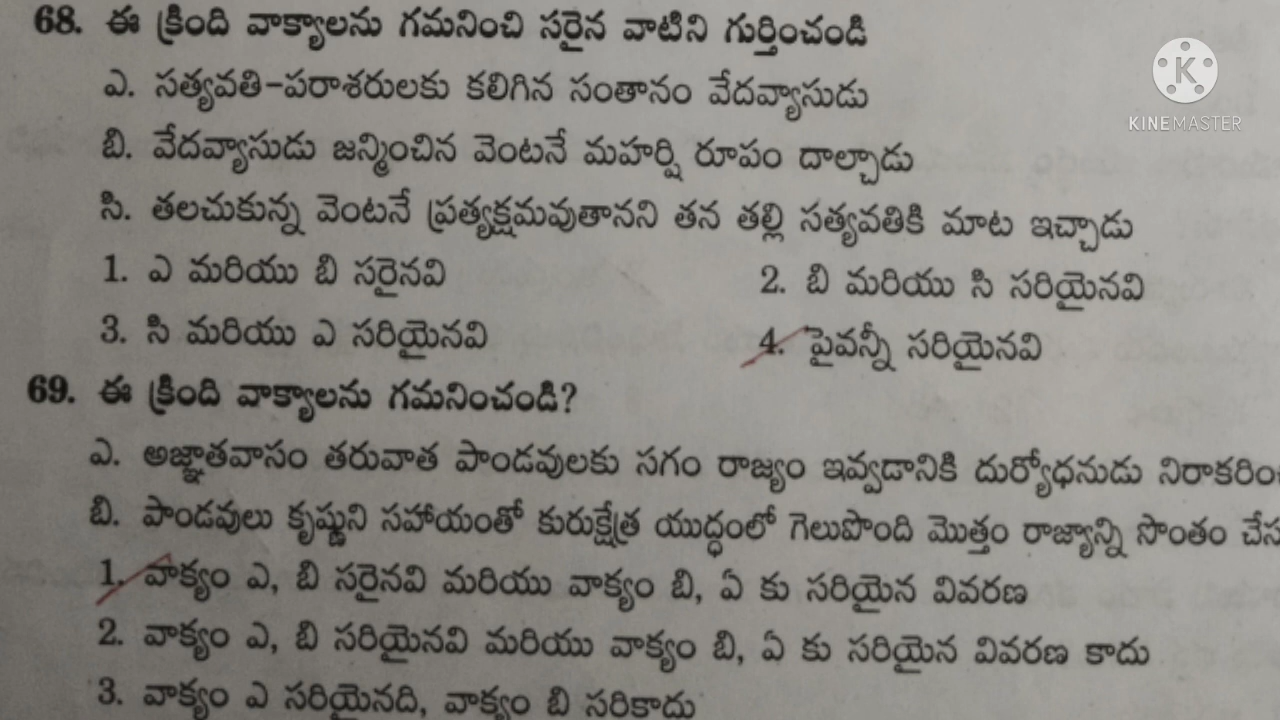 68. ఈ క్రింది వాక్యాలను గమనించి సరైన వాటిని గుర్తించండి
ఎ. సత్యవతి-పరాశరులకు కలిగిన సంతానం వేదవ్యాసుడు
బి. వేదవ్యాసుడు జన్మించిన వెంటనే మహర్షి రూపం దాల్చాడు
సి. తలచుకున్న వెంటనే ప్రత్యక్షమవుతానని తన తల్లి సత్యవతికి మాట ఇచ్చాడు
1. ఎ మరియు బి సరైనవి 2. బి మరియు సి సరియైనవి
3. సి మరియు ఎ సరియైనవి 4. పైవన్నీ సరియైనవి
69. ఈ క్రింది వాక్యాలను గమనించండి?
ఎ. అజ్ఞాతవాసం తరువాత పాండవులకు సగం రాజ్యం ఇవ్వడానికి దుర్యోధనుడు
బి. పాండవులు కృష్ణుని సహాయంతో కురుక్షేత్ర యుద్ధంలో గెలుపొంది మొత్తం రాజ్యాన్ని సొంతం
1. వాక్యం ఎ, బి సరైనవి మరియు వాక్యం బి, ఏ కు సరియైన వివరణ
2. వాక్యం ఎ, బి సరియైనవి మరియు వాక్యం బి, ఏ కు సరియైన వివరణ కాదు
3. వాక్యం ఎ సరియైనది, వాక్యం బి సరికాదు
KINEMASTER